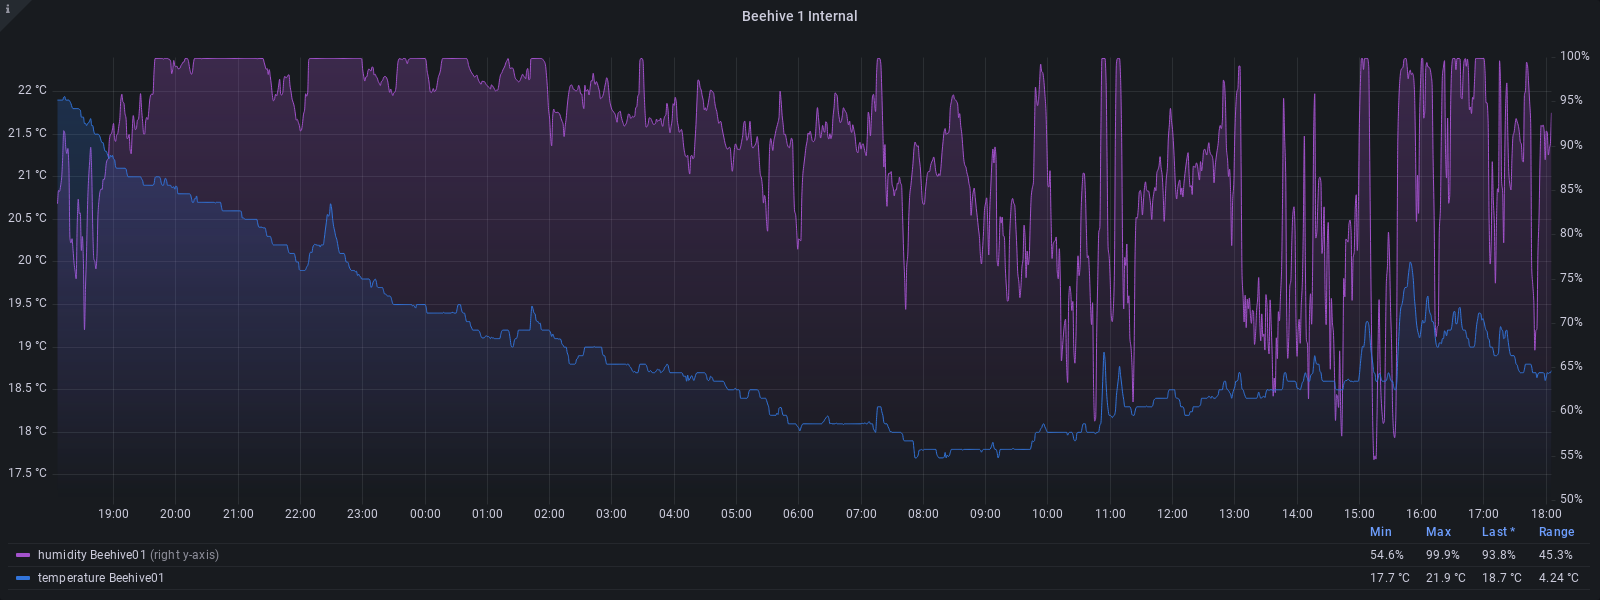 i
Beehive 1 Internal
22 °C
21.5 °C
21 °C
20.5 °C
20 °C
19.5 °C
19 °C
18.5 °C
18 °C
17.5 °C
100%
95%
90%
85%
80%
75%
70%
65%
60%
55%
50%
19:00 20:00 21:00 22:00 23:00 00:00 01:00 02:00 03:00 04:00 05:00 06:00 07:00 08:00 09:00 10:00 11:00 12:00 13:00 14:00 15:00 16:00 17:00 18:00
Min Max Last * Range
humidity Beehive01 (right y-axis) 54.6% 99.9% 93.8% 45.3%
temperature Beehive01 17.7 °C 21.9 °C 18.7 °C 4.24 °C